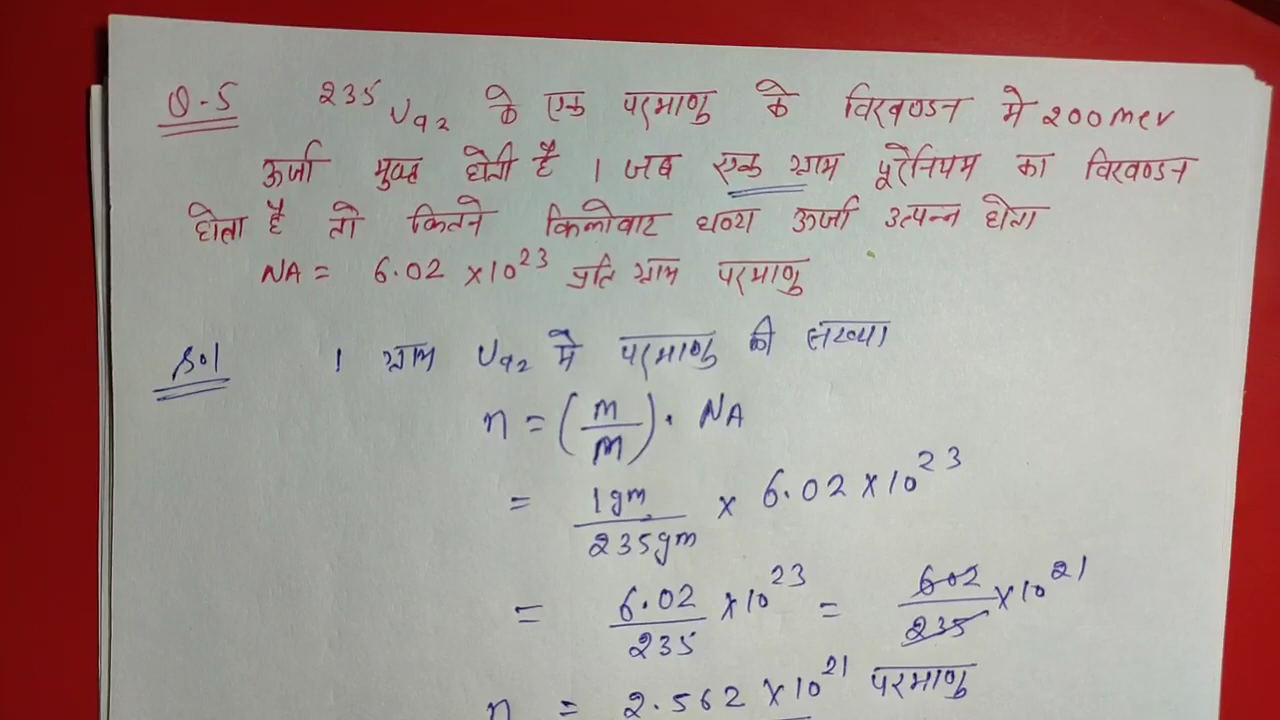 Q-5 235U92 के एक परमाणु के विखण्डन मे 200 mev
ऊर्जा मुक्त होती है । जब एक ग्राम यूरेनियम का विखण्डन
होता है तो कितने किलोवाट घण्टा ऊर्जा उत्पन्न होगा
NA = 6.02 ×10^23 प्रति ग्राम परमाणु
Sol 1 ग्राम U92 मे परमाणु की संख्या
n = (m/M). NA
= 1gm/235gm × 6.02 ×10^23
= 6.02/235 ×10^23 = 602/235 ×10^21
n = 2.562 ×10^21 परमाणु